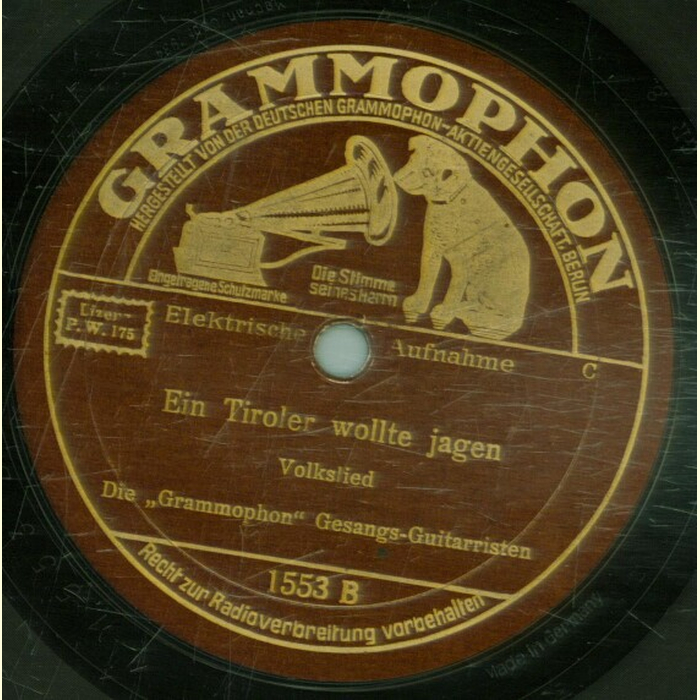 GRAMMOPHON
HERGESTELLT VON DER DEUTSCHEN GRAMMOPHON-AKTIENGESELLSCHAFT, BERLIN
Eingetragene Schutzmarke
Die Stimme
seines Herrn
Lizenz
P. W. 175
Elektrische Aufnahme C
Ein Tiroler wollte jagen
Volkslied
Die „Grammophon“ Gesangs-Guitarristen
1553 B
Recht zur Radioverbreitung vorbehalten
Made in Germany